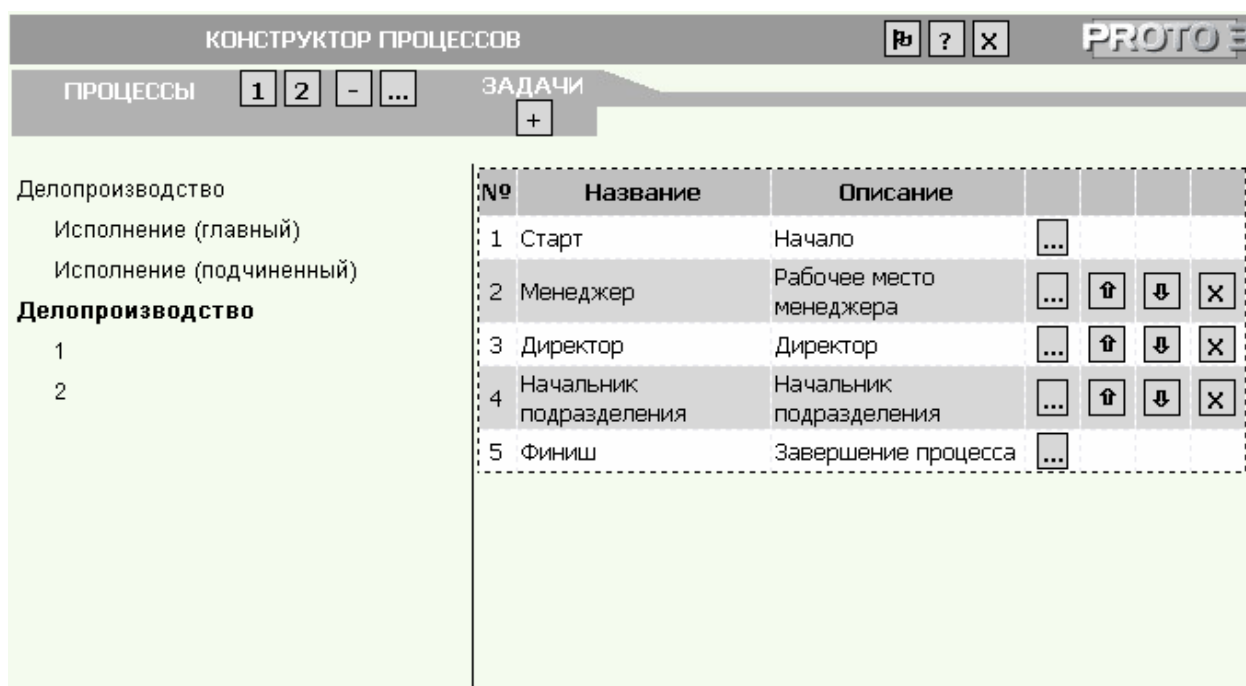 КОНСТРУКТОР ПРОЦЕССОВ ? X PROTO
ПРОЦЕССЫ 1 2 - ... ЗАДАЧИ
+
Делопроизводство
Исполнение (главный)
Исполнение (подчиненный)
Делопроизводство
1
2
№ Название Описание
1 Старт Начало ...
2 Менеджер Рабочее место
менеджера ... X
3 Директор Директор ... X
4 Начальник
подразделения Начальник
подразделения ... X
5 Финиш Завершение процесса ...